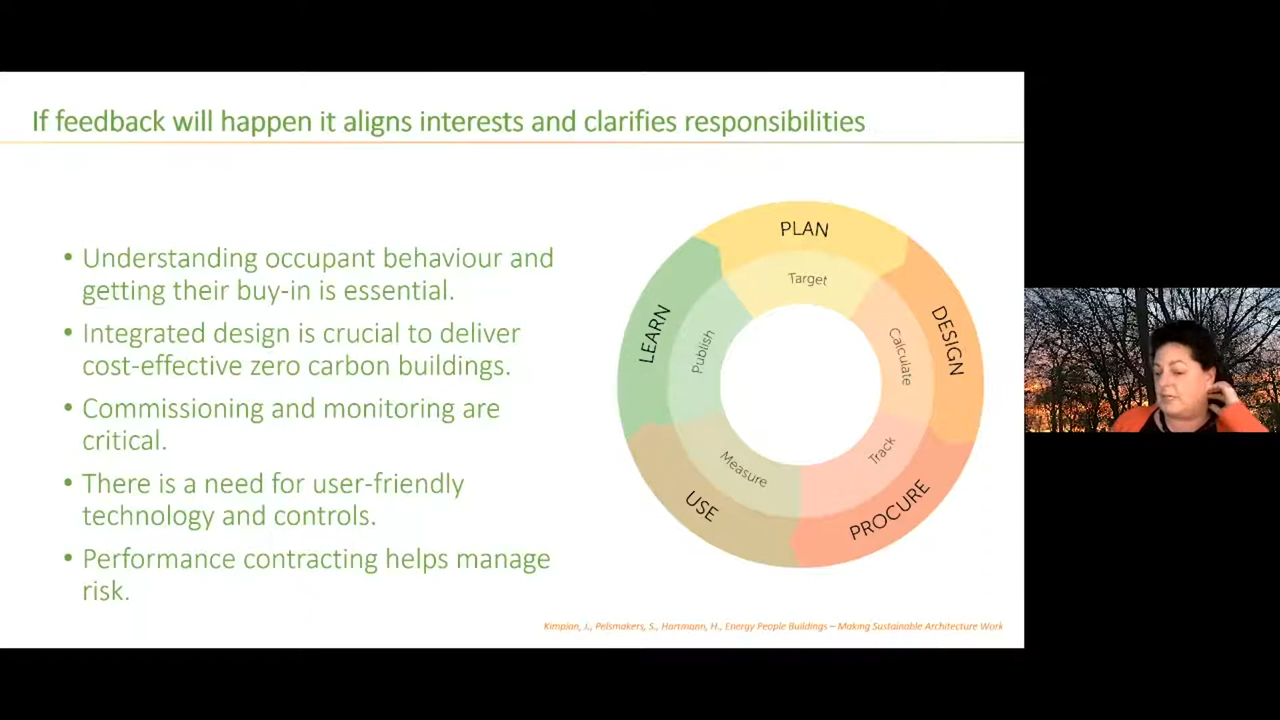 If feedback will happen it aligns interests and clarifies responsibilities
• Understanding occupant behaviour and
getting their buy-in is essential.
• Integrated design is crucial to deliver
cost-effective zero carbon buildings.
• Commissioning and monitoring are
critical.
• There is a need for user-friendly
technology and controls.
• Performance contracting helps manage
risk.
PLAN
Target
DESIGN
Calculate
PROCURE
Track
USE
Measure
LEARN
Publish
Kimpian, J., Pelsmakers, S., Hartmann, H., Energy People Buildings – Making Sustainable Architecture Work